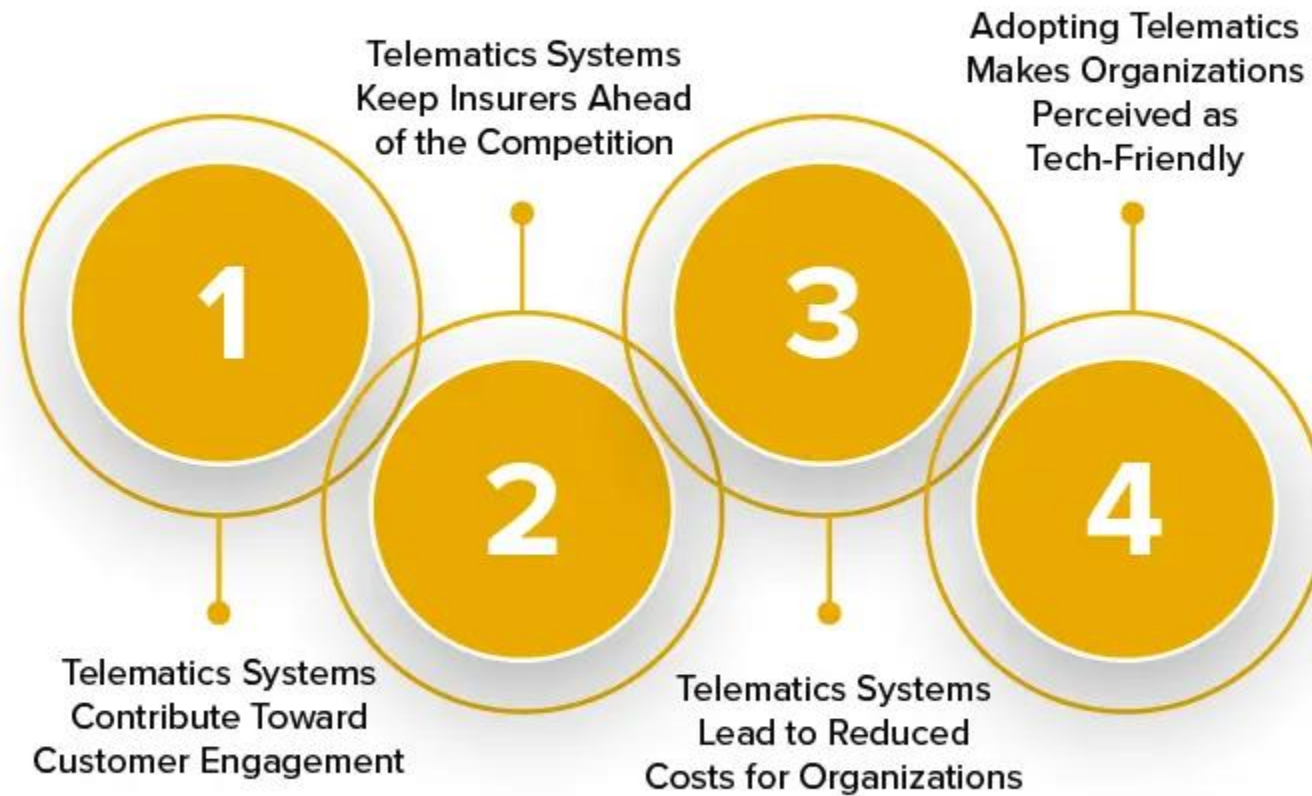 1
Telematics Systems
Contribute Toward
Customer Engagement
Telematics Systems
Keep Insurers Ahead
of the Competition
2
3
Telematics Systems
Lead to Reduced
Costs for Organizations
Adopting Telematics
Makes Organizations
Perceived as
Tech-Friendly
4